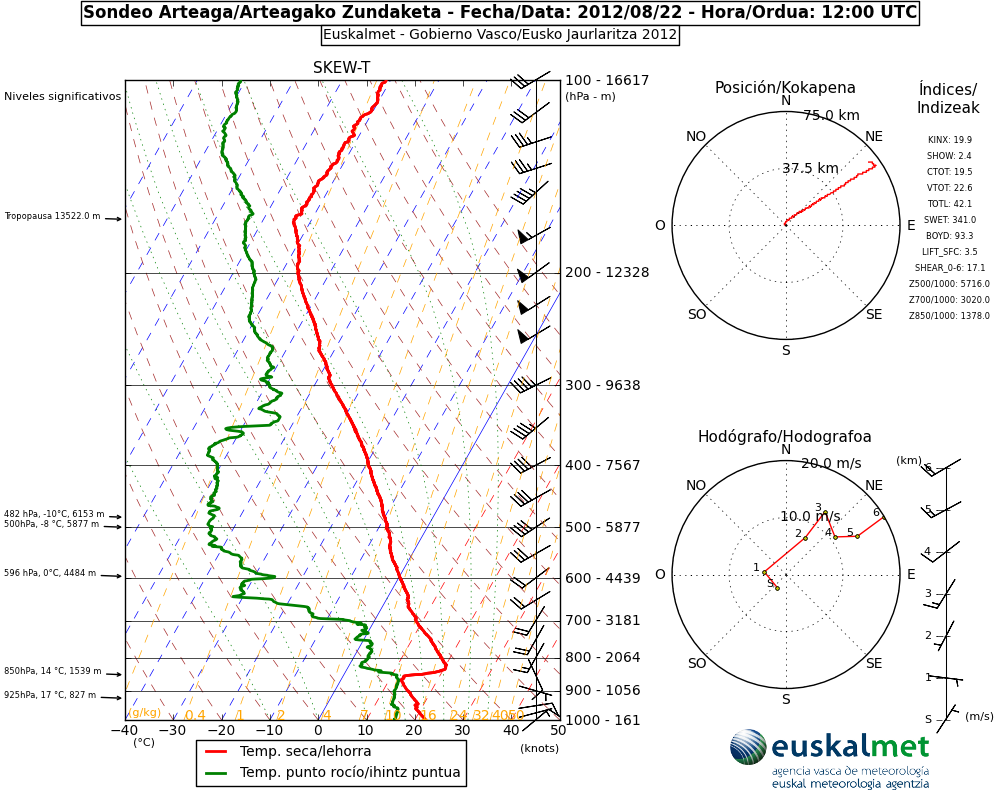 Sondeo Arteaga/Arteagako Zundaketa - Fecha/Data: 2012/08/22 - Hora/Ordua: 12:00 UTC
Euskalmet - Gobierno Vasco/Eusko Jaurlaritza 2012
SKEW-T
Niveles significativos
Tropopausa 13522.0 m
482 hPa, -10°C, 6153 m
500hPa, -8 °C, 5877 m
596 hPa, 0°C, 4484 m
850hPa, 14 °C, 1539 m
925hPa, 17 °C, 827 m
100 - 16617
(hPa - m)
200 - 12328
300 - 9638
400 - 7567
500 - 5877
600 - 4439
700 - 3181
800 - 2064
900 - 1056
1000 - 161
(g/kg) 0.4 1 2 4 7 10 16 24 32 40 50
−40 −30 −20 −10 0 10 20 30 40 50
(°C)
(knots)
Temp. seca/lehorra
Temp. punto rocío/ihintz puntua
Posición/Kokapena
N
75.0 km
NO
NE
37.5 km
O
E
SO
SE
S
Índices/
Indizeak
KINX: 19.9
SHOW: 2.4
CTOT: 19.5
VTOT: 22.6
TOTL: 42.1
SWET: 341.0
BOYD: 93.3
LIFT_SFC: 3.5
SHEAR_0-6: 17.1
Z500/1000: 5716.0
Z700/1000: 3020.0
Z850/1000: 1378.0
Hodógrafo/Hodografoa
N
20.0 m/s
NO
NE
10.0 m/s
O
E
SO
SE
S
S
1
2
3
4
5
6
(km)
6
5
4
3
2
1
S
(m/s)
euskalmet
agencia vasca de meteorología
euskal meteorologia agentzia